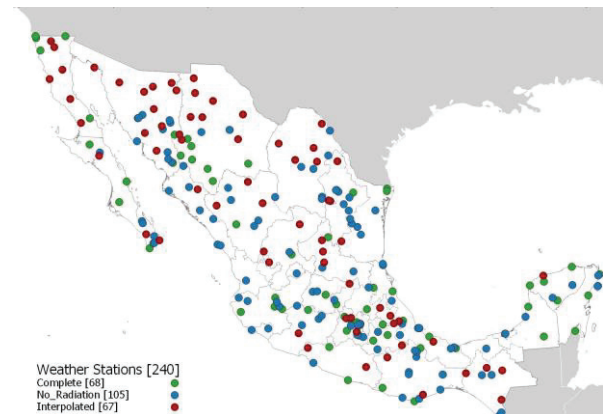 Weather Stations [240]
Complete [68]
No_Radiation [105]
Interpolated [67]